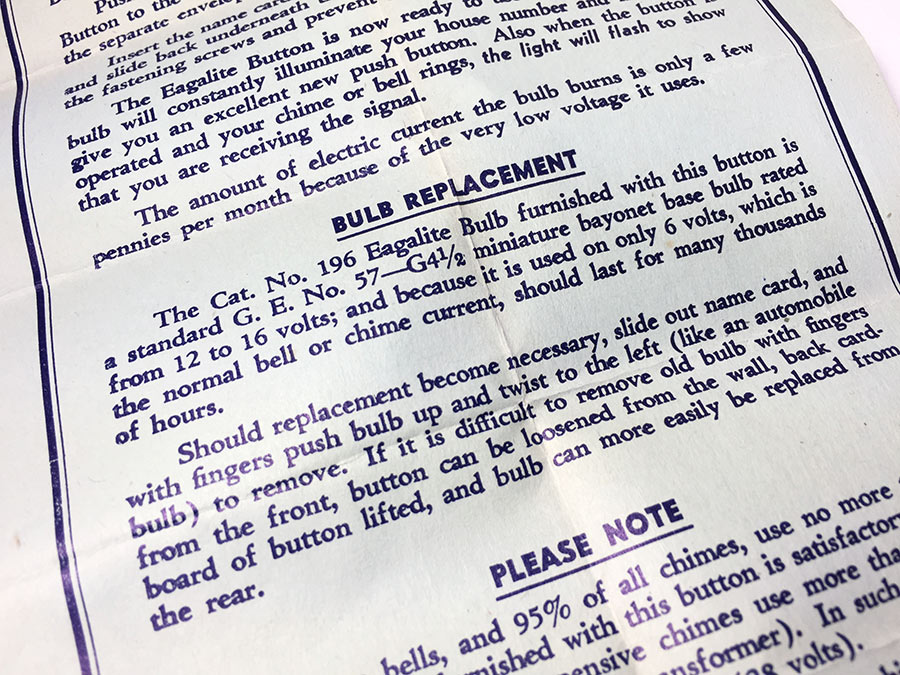 Push
Button to the
the separate envelope
Insert the name card
and slide back underneath
the fastening screws and prevent
The Eagalite Button is now ready to
bulb will constantly illuminate your house number and
give you an excellent new push button. Also when the button is
operated and your chime or bell rings, the light will flash to show
that you are receiving the signal.
The amount of electric current the bulb burns is only a few
pennies per month because of the very low voltage it uses.
BULB REPLACEMENT
The Cat. No. 196 Eagalite Bulb furnished with this button is
a standard G. E. No. 57—G4½ miniature bayonet base bulb rated
from 12 to 16 volts; and because it is used on only 6 volts, which is
the normal bell or chime current, should last for many thousands
of hours.
Should replacement become necessary, slide out name card, and
with fingers push bulb up and twist to the left (like an automobile
bulb) to remove. If it is difficult to remove old bulb with fingers
from the front, button can be loosened from the wall, back card-
board of button lifted, and bulb can more easily be replaced from
the rear.
PLEASE NOTE
bells, and 95% of all chimes, use no more
furnished with this button is satisfactory
expensive chimes use more than
transformer). In such
volts).